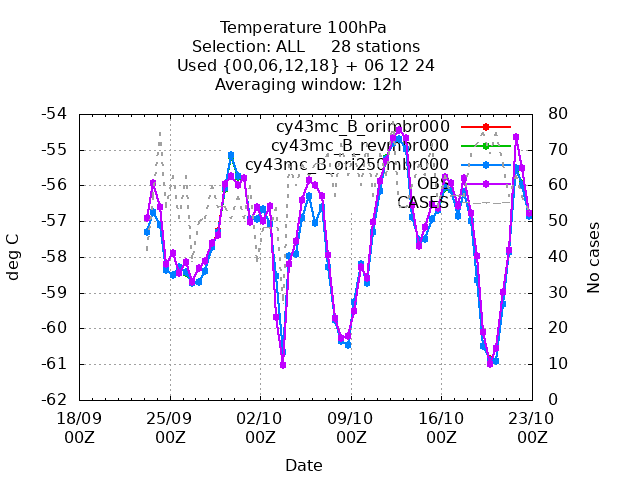 Temperature 100hPa
Selection: ALL     28 stations
Used {00,06,12,18} + 06 12 24
Averaging window: 12h
-54
-55
-56
-57
-58
-59
-60
-61
-62
80
70
60
50
40
30
20
10
0
deg C
No cases
cy43mc_B_orimbr000
cy43mc_B_revmbr000
cy43mc_B_ori250mbr000
OBS
CASES
18/09 25/09 02/10 09/10 16/10 23/10
00Z 00Z 00Z 00Z 00Z 00Z
Date